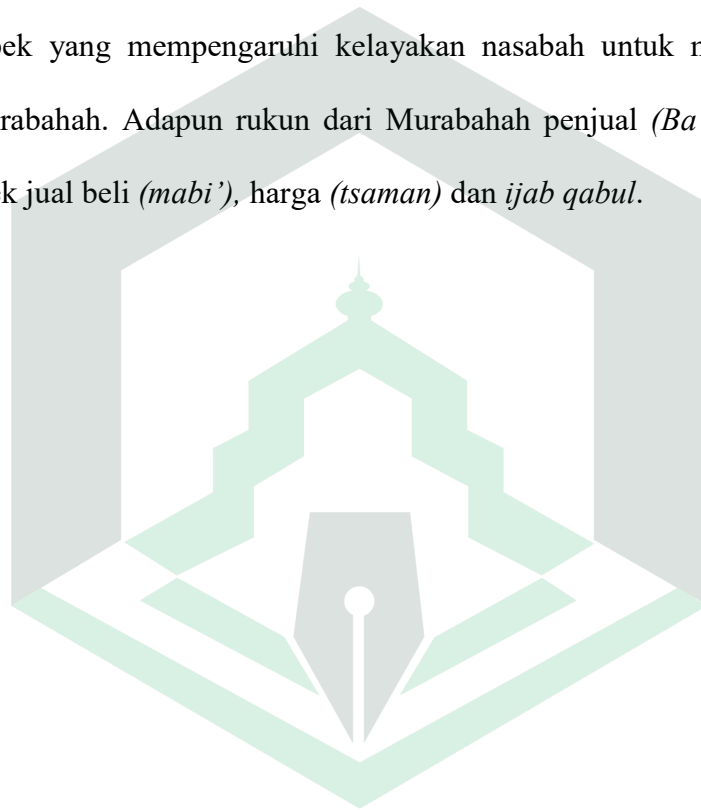 pek yang mempengaruhi kelayakan nasabah untuk
rabahah. Adapun rukun dari Murabahah penjual (Ba
k jual beli (mabi’), harga (tsaman) dan ijab qabul.